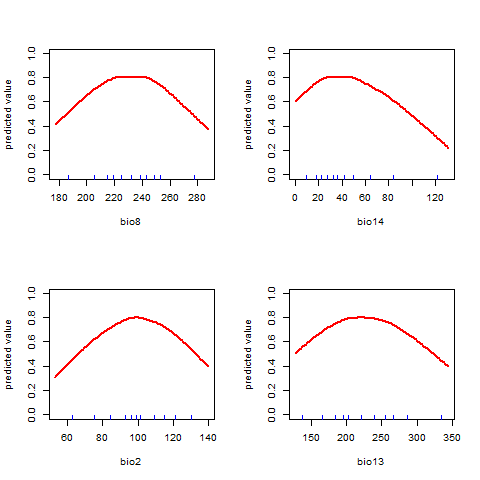 predicted value
0.0 0.2 0.4 0.6 0.8 1.0
180 200 220 240 260 280
bio8
predicted value
0.0 0.2 0.4 0.6 0.8 1.0
0 20 40 60 80 120
bio14
predicted value
0.0 0.2 0.4 0.6 0.8 1.0
60 80 100 120 140
bio2
predicted value
0.0 0.2 0.4 0.6 0.8 1.0
150 200 250 300 350
bio13